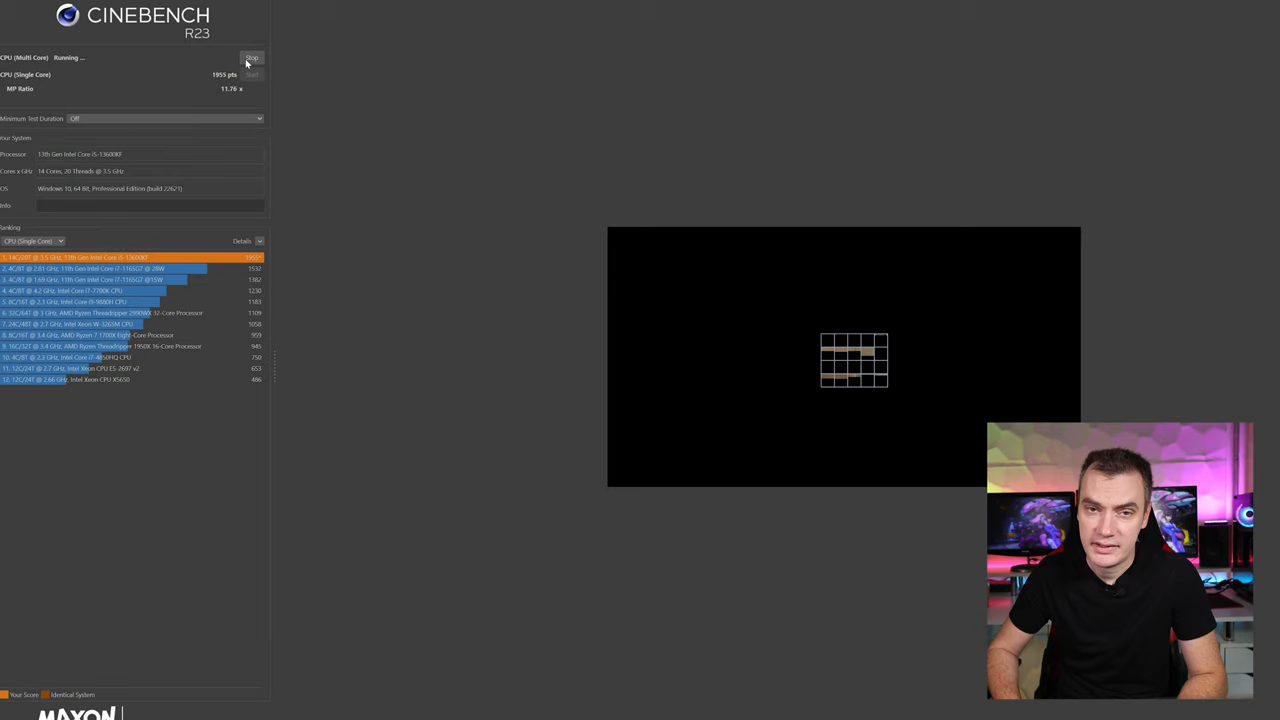 CINEBENCH
R23
CPU (Multi Core) Running ... Stop
CPU (Single Core) 1955 pts Start
MP Ratio 11.76 x
Minimum Test Duration Off
Your System
Processor 13th Gen Intel Core i5-13600KF
Cores x GHz 14 Cores, 20 Threads @ 3.5 GHz
OS Windows 10, 64 Bit, Professional Edition (build 22621)
Info
Ranking
CPU (Single Core) Details
1. 14C/20T @ 3.5 GHz, 13th Gen Intel Core i5-13600KF 1955*
2. 4C/8T @ 2.81 GHz, 11th Gen Intel Core i7-1165G7 @ 28W 1532
3. 4C/8T @ 1.69 GHz, 11th Gen Intel Core i7-1165G7 @15W 1382
4. 4C/8T @ 4.2 GHz, Intel Core i7-7700K CPU 1230
5. 8C/16T @ 2.3 GHz, Intel Core i9-9880H CPU 1183
6. 32C/64T @ 3 GHz, AMD Ryzen Threadripper 2990WX 32-Core Processor 1109
7. 24C/48T @ 2.7 GHz, Intel Xeon W-3265M CPU 1058
8. 8C/16T @ 3.4 GHz, AMD Ryzen 7 1700X Eight-Core Processor 959
9. 16C/32T @ 3.4 GHz, AMD Ryzen Threadripper 1950X 16-Core Processor 945
10. 4C/8T @ 2.3 GHz, Intel Core i7-4850HQ CPU 750
11. 12C/24T @ 2.7 GHz, Intel Xeon CPU E5-2697 v2 653
12. 12C/24T @ 2.66 GHz, Intel Xeon CPU X5650 486
Your Score Identical System
MAXON